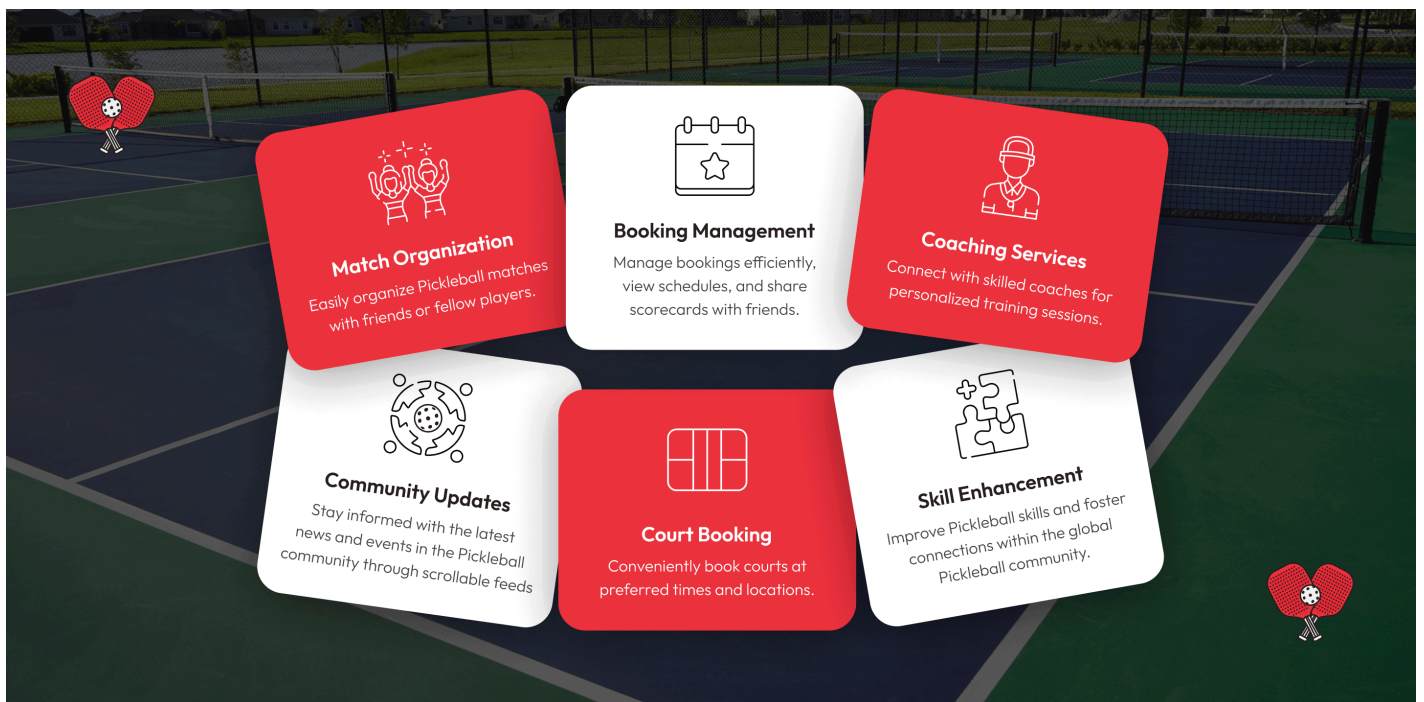 Match Organization
Easily organize Pickleball matches
with friends or fellow players.
Booking Management
Manage bookings efficiently,
view schedules, and share
scorecards with friends.
Coaching Services
Connect with skilled coaches for
personalized training sessions.
Community Updates
Stay informed with the latest
news and events in the Pickleball
community through scrollable feeds
Court Booking
Conveniently book courts at
preferred times and locations.
Skill Enhancement
Improve Pickleball skills and foster
connections within the global
Pickleball community.